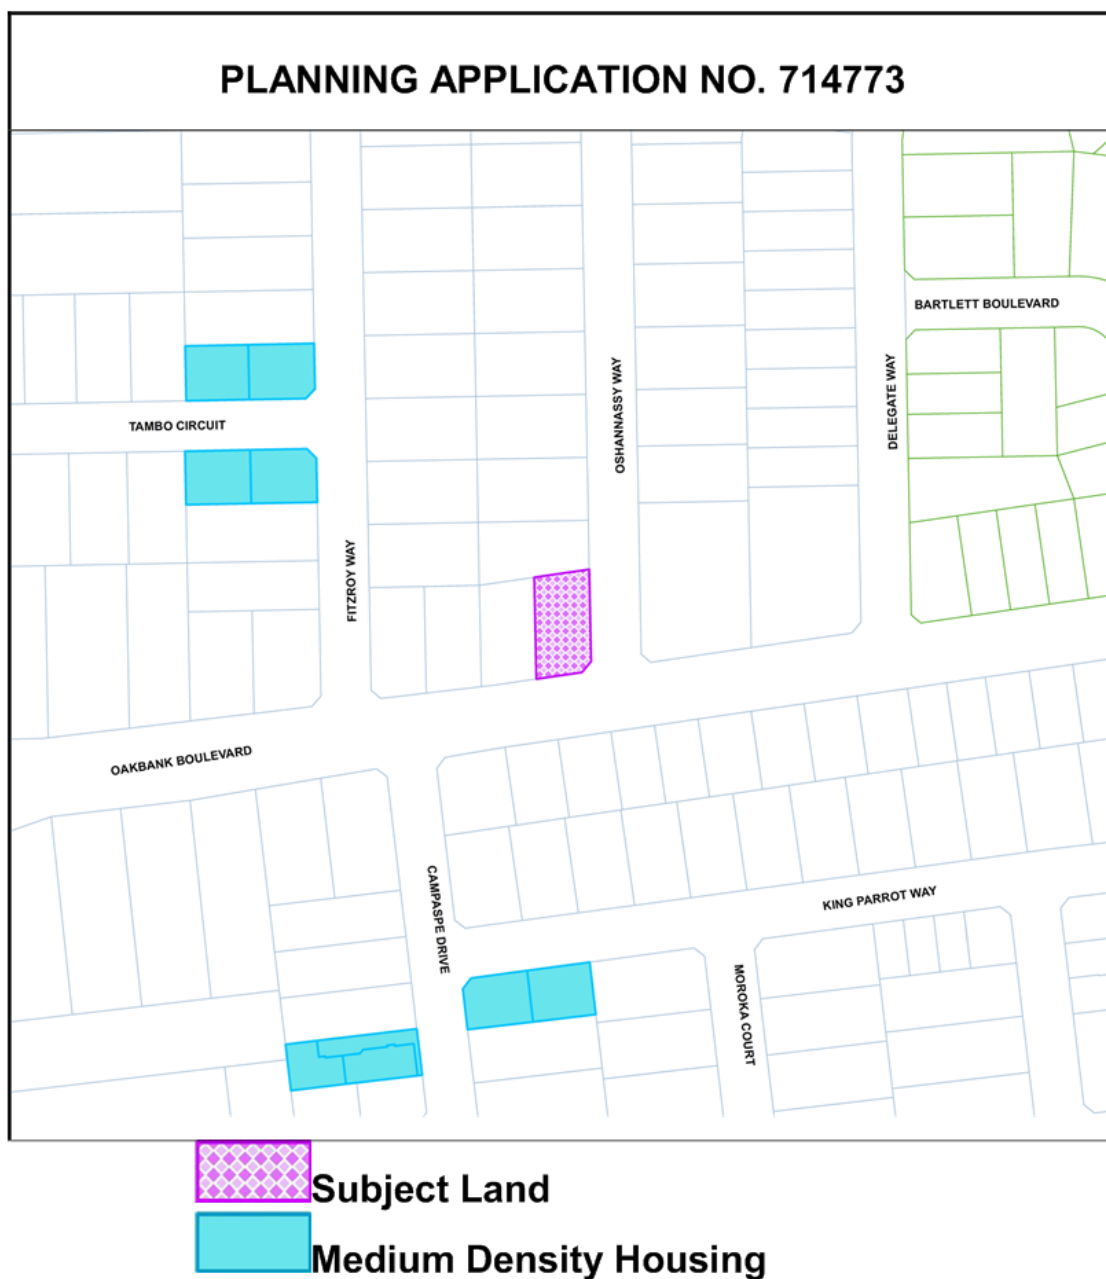 PLANNING APPLICATION NO. 714773
BARTLETT BOULEVARD
TAMBO CIRCUIT
OSHANNASSY WAY
DELEGATE WAY
FITZROY WAY
OAKBANK BOULEVARD
CAMPASPE DRIVE
KING PARROT WAY
MOROKA COURT
Subject Land
Medium Density Housing